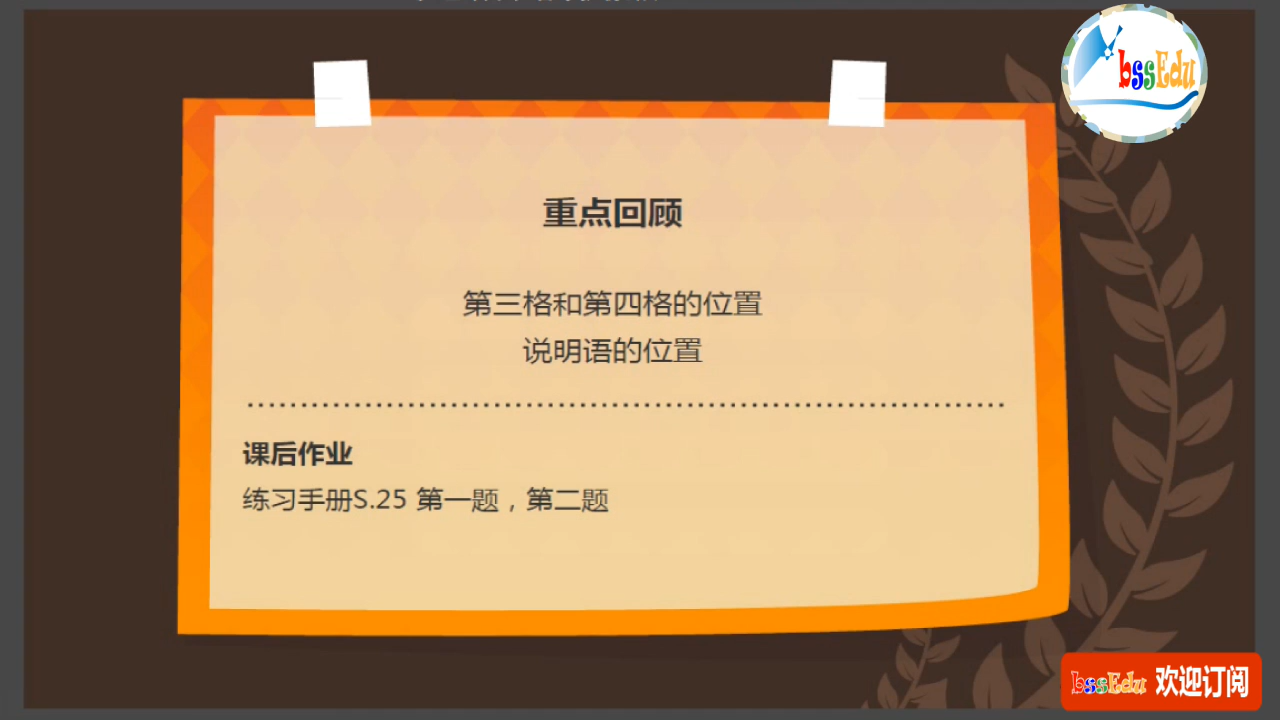 bssEdu
重点回顾
第三格和第四格的位置
说明语的位置
课后作业
练习手册S.25 第一题，第二题
bssEdu 欢迎订阅